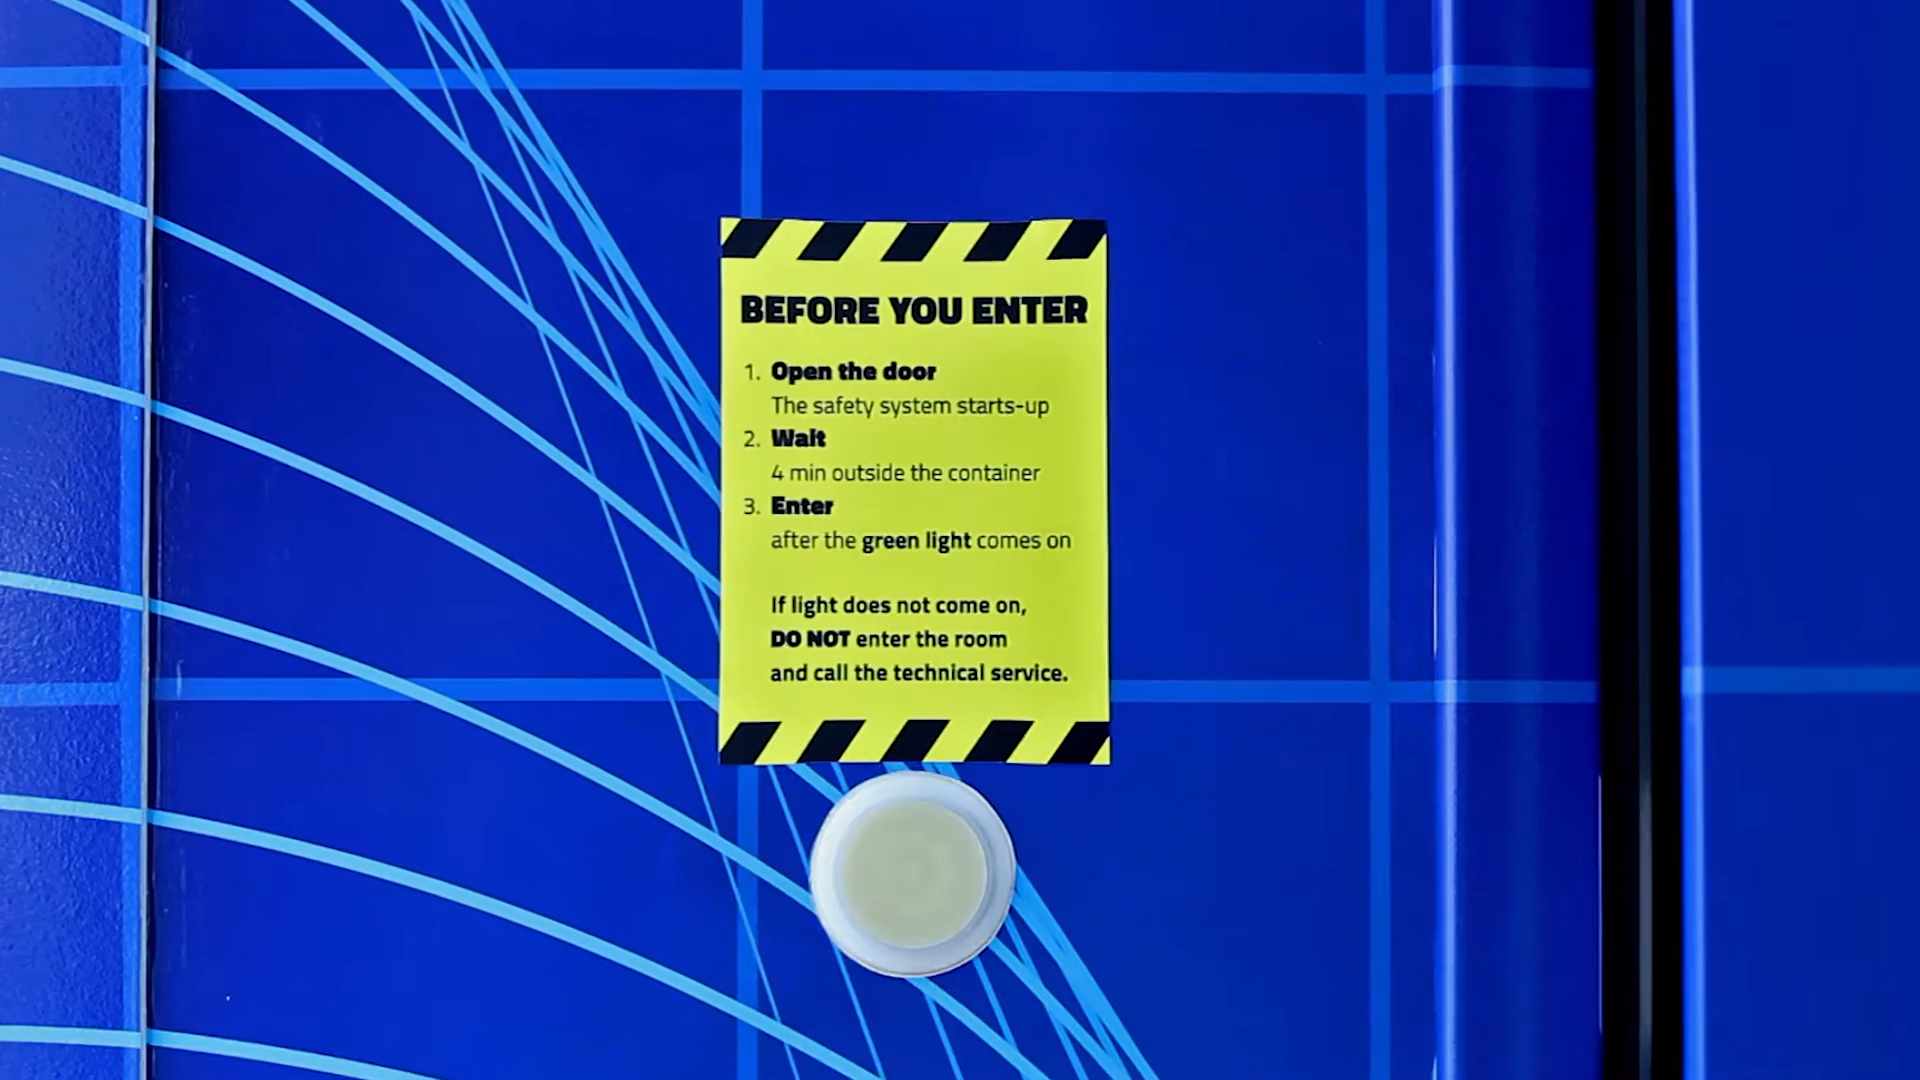 BEFORE YOU ENTER
1. Open the door
The safety system starts-up
2. Wait
4 min outside the container
3. Enter
after the green light comes on
If light does not come on,
DO NOT enter the room
and call the technical service.